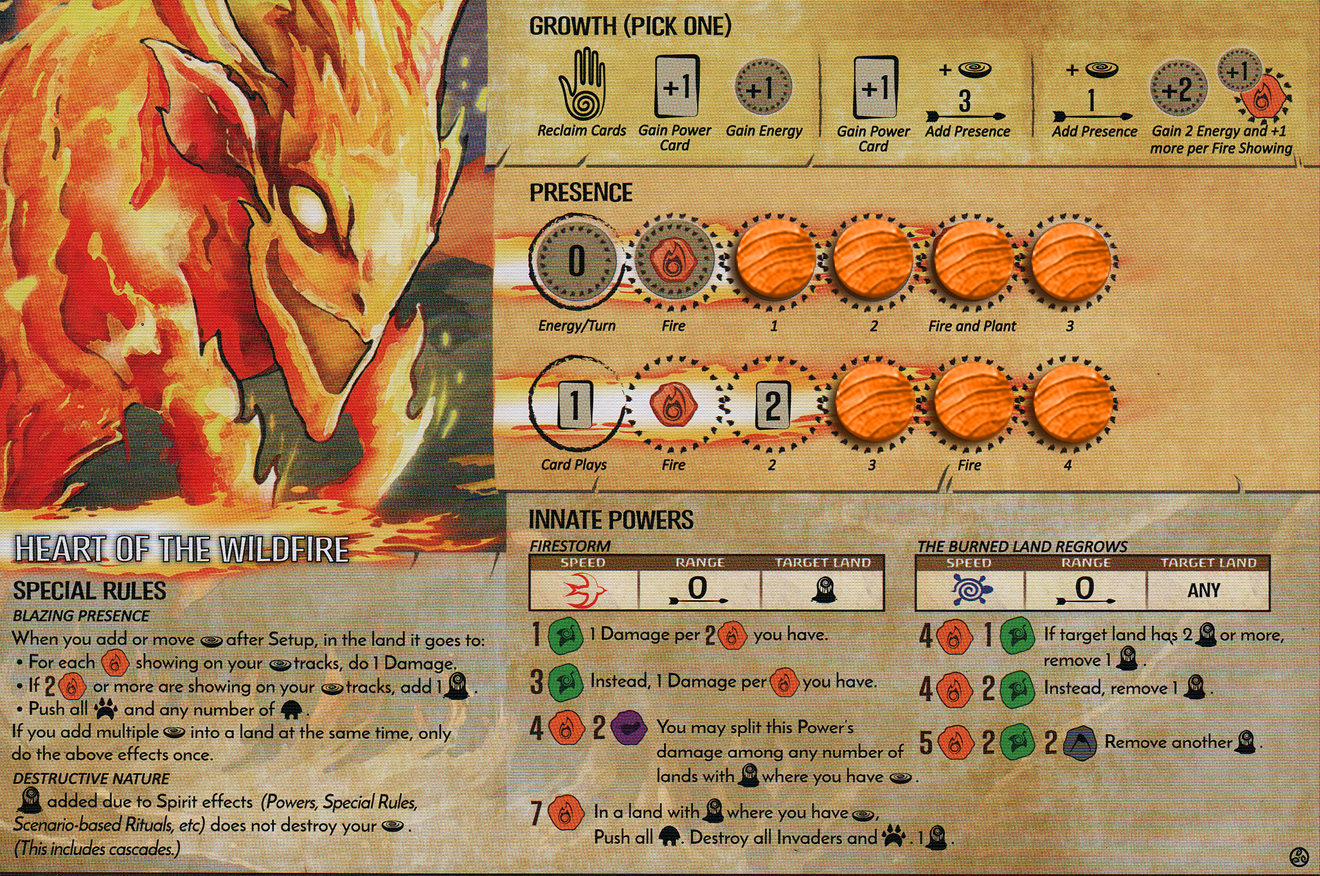 GROWTH (PICK ONE)
+1
+1
+1
+
3
+
1
+2
+1
Reclaim Cards
Gain Power
Card
Gain Energy
Gain Power
Card
Add Presence
Add Presence
Gain 2 Energy and +1
more per Fire Showing
PRESENCE
0
Energy/Turn
Fire
1
2
Fire and Plant
3
1
2
Card Plays
Fire
2
3
Fire
4
HEART OF THE WILDFIRE
SPECIAL RULES
BLAZING PRESENCE
When you add or move after Setup, in the land it goes to:
• For each showing on your tracks, do 1 Damage.
• If 2 or more are showing on your tracks, add 1 .
• Push all and any number of .
If you add multiple into a land at the same time, only
do the above effects once.
DESTRUCTIVE NATURE
added due to Spirit effects (Powers, Special Rules,
Scenario-based Rituals, etc) does not destroy your .
(This includes cascades.)
INNATE POWERS
FIRESTORM
SPEED RANGE TARGET LAND
0
1 1 Damage per 2 you have.
3 Instead, 1 Damage per you have.
4 2 You may split this Power's
damage among any number of
lands with where you have .
7 In a land with where you have ,
Push all . Destroy all Invaders and . 1 .
THE BURNED LAND REGROWS
SPEED RANGE TARGET LAND
0 ANY
4 1 If target land has 2 or more,
remove 1 .
4 2 Instead, remove 1 .
5 2 2 Remove another .